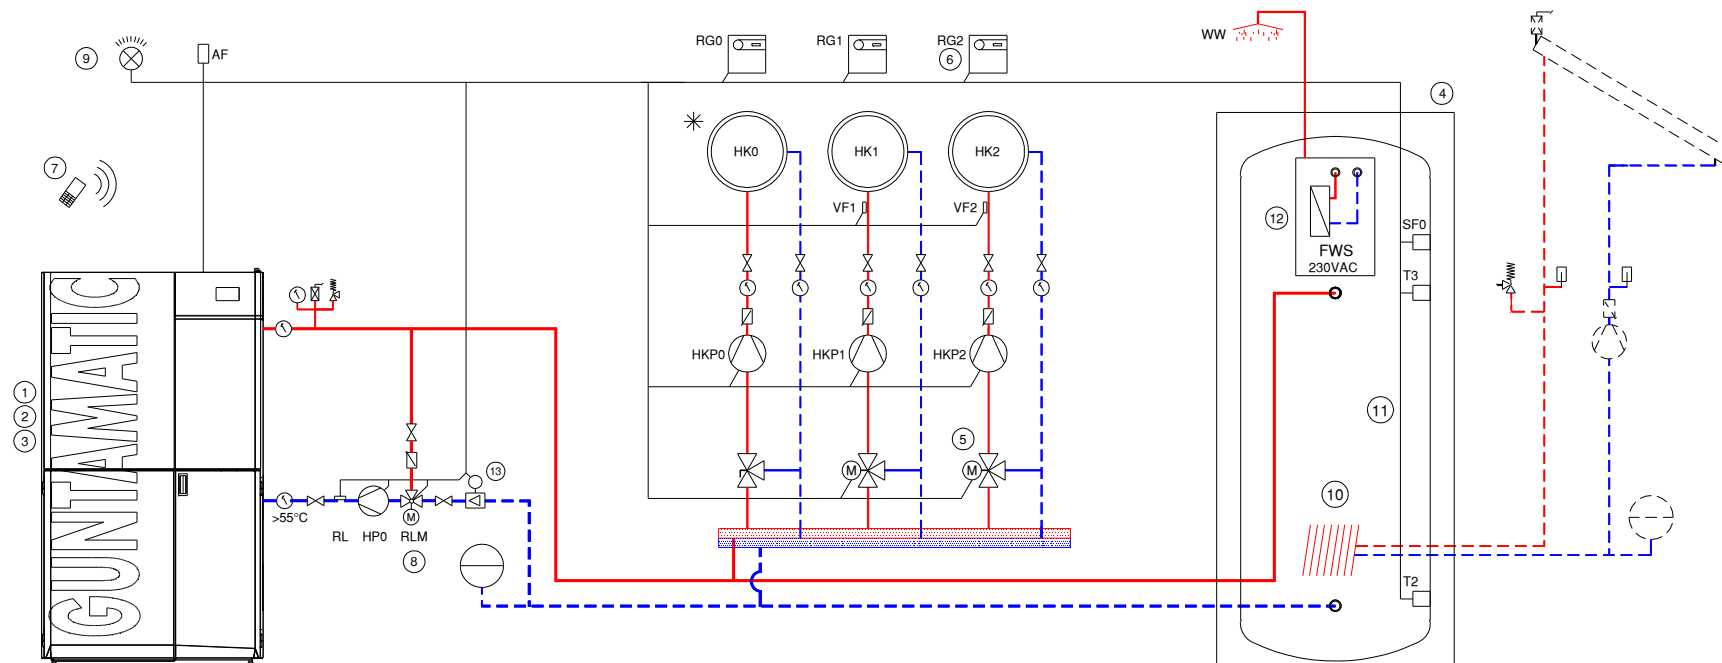 RG0
RG1
RG2
6
WW
9
AF
4
7
HK0
HK1
HK2
VF1
VF2
12
SF0
FWS
230VAC
T3
GUNTAMATIC
HKP0
HKP1
HKP2
1
2
3
11
5
M
M
13
10
>55°C
M
RL
HP0
RLM
8
T2